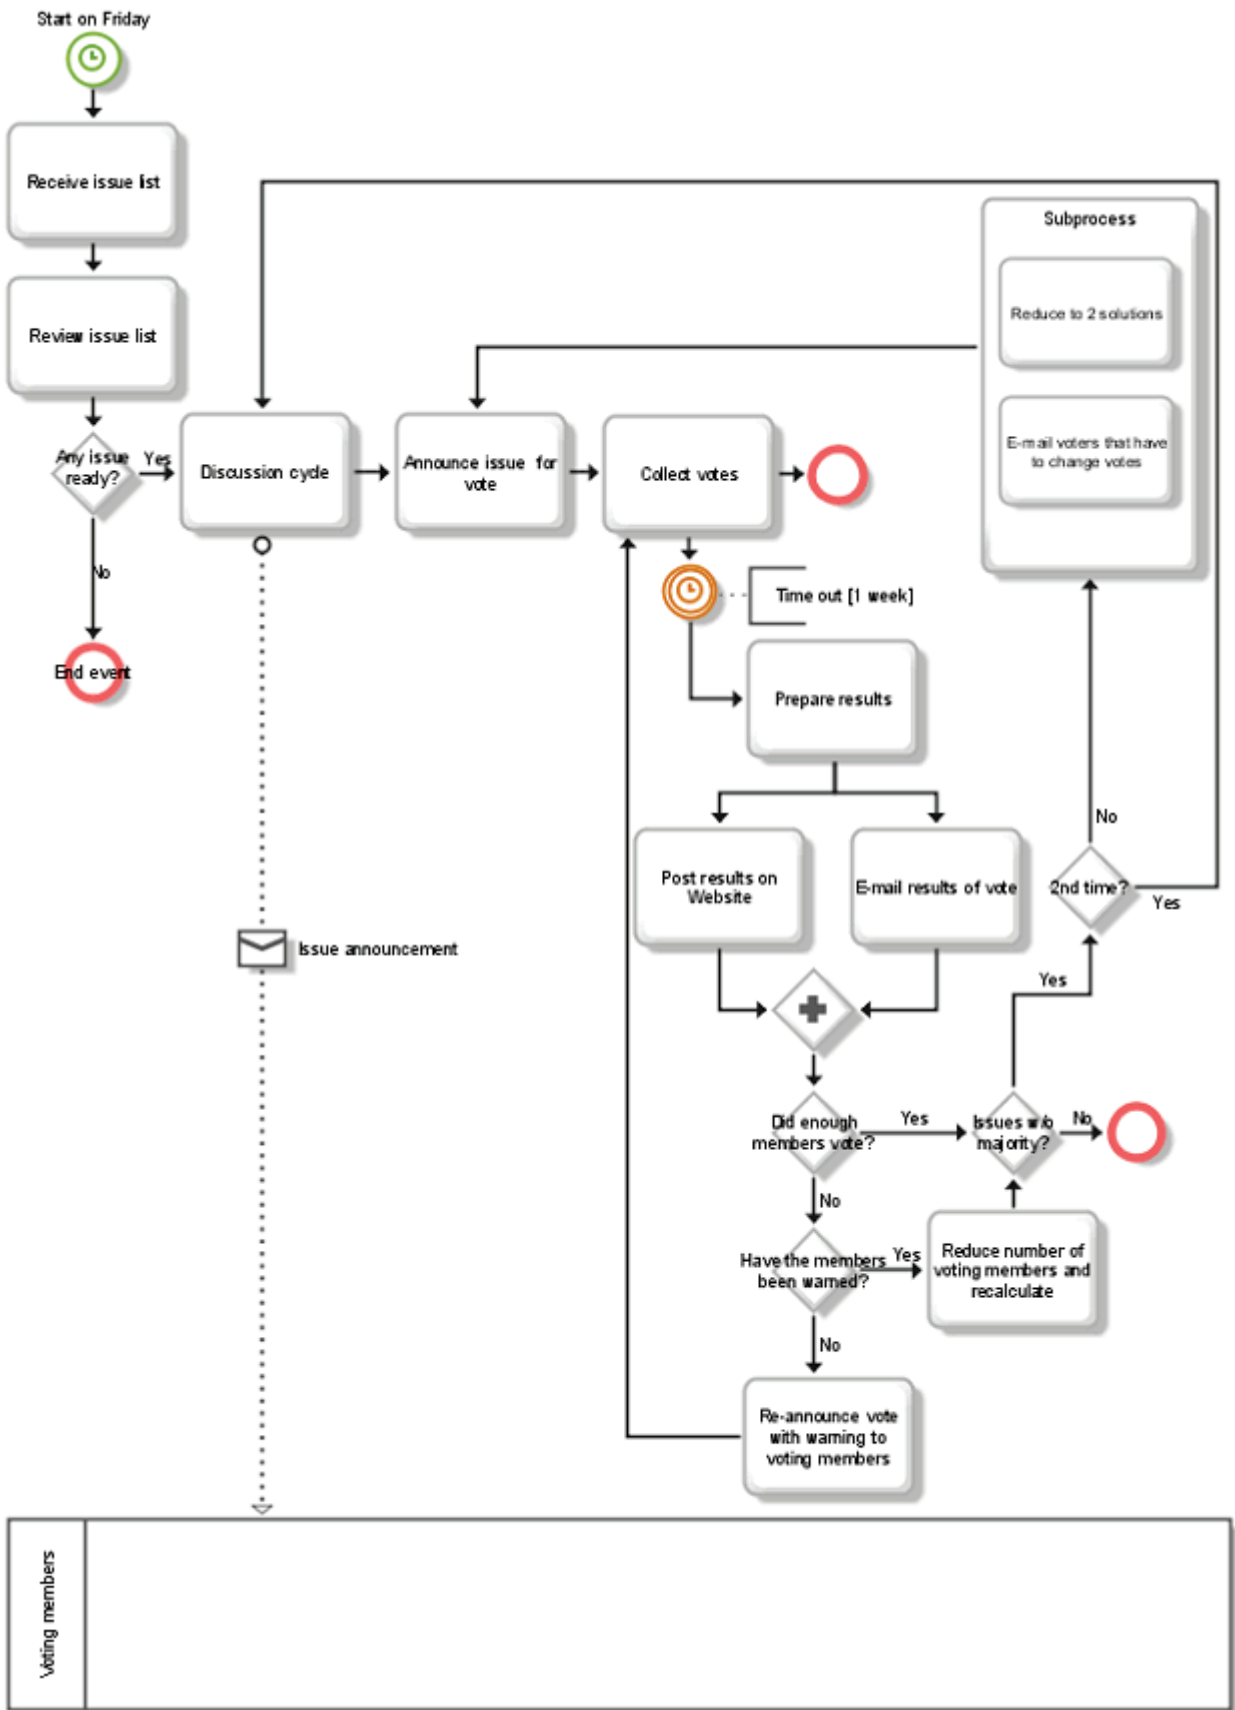 Start on Friday
Receive issue list
Subprocess
Reduce to 2 solutions
Review issue list
E-mail voters that have
to change votes
Any issue
ready?
Yes
Discussion cycle
Announce issue for
vote
Collect votes
No
Time out [1 week]
End event
Prepare results
No
Post results on
Website
E-mail results of vote
2nd time?
Yes
Issue announcement
Yes
Did enough
members vote?
Yes
Issues w/o
majority?
No
No
Have the members
been warned?
Yes
Reduce number of
voting members and
recalculate
No
Re-announce vote
with warning to
voting members
Voting members